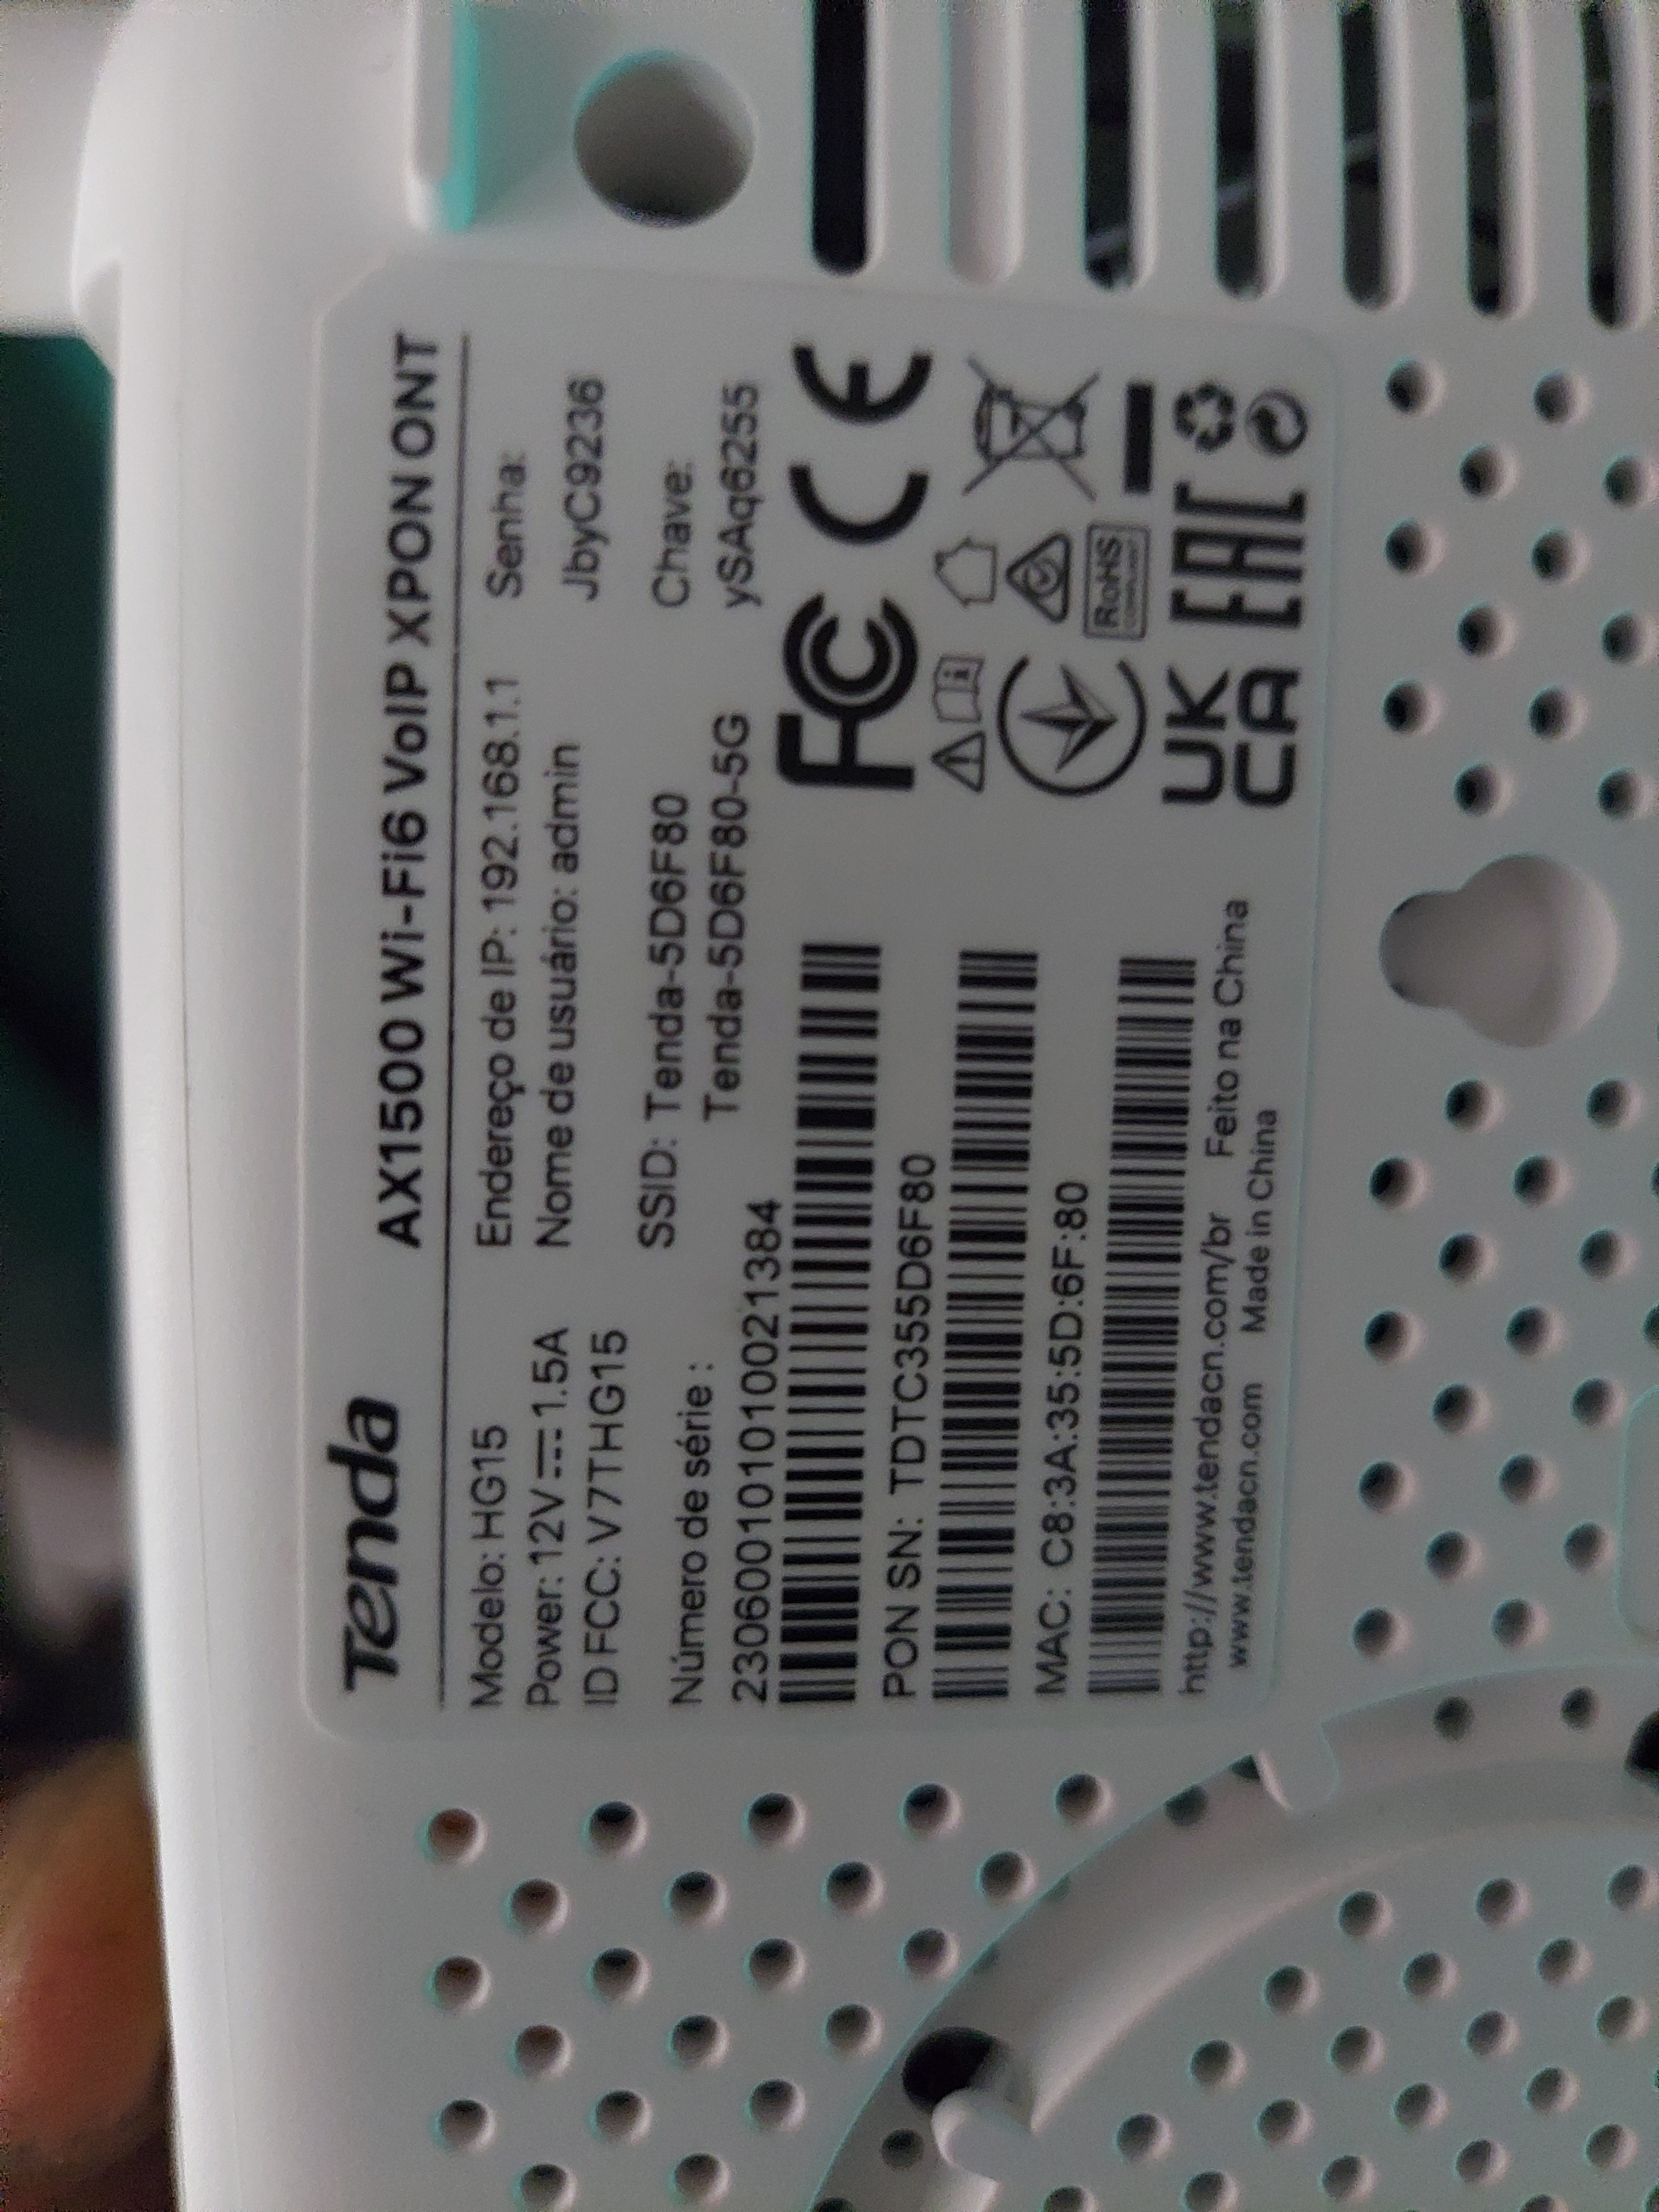 Tenda
AX1500 Wi-Fi6 VoIP XPON ONT
Modelo: HG15
Power: 12V⎓1.5A
ID FCC: V7THG15
Endereço de IP: 192.168.1.1
Nome de usuário: admin
Senha:
JbyC9236
SSID: Tenda-5D6F80
Tenda-5D6F80-5G
Chave:
ySAq6255
Número de série :
230600101010021384
PON SN: TDTC355D6F80
MAC: C8:3A:35:5D:6F:80
http://www.tendacn.com/br Feito na China
www.tendacn.com Made in China
FC CE
RoHS
UK
CA
EAC